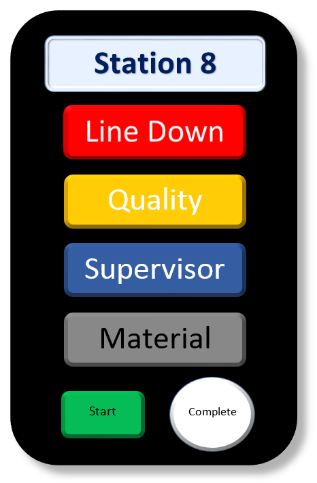 Station 8
Line Down
Quality
Supervisor
Material
Start
Complete